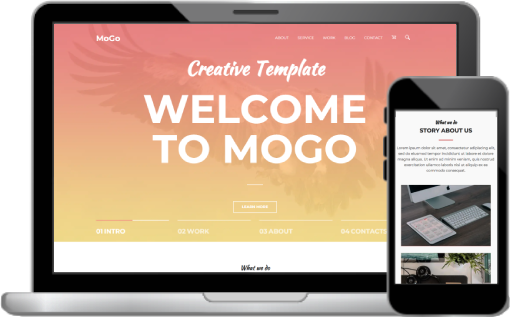 MoGo
ABOUT SERVICE WORK BLOG CONTACT
Creative Template
WELCOME
TO MOGO
LEARN MORE
01 INTRO 02 WORK 03 ABOUT 04 CONTACTS
What we do
What we do
STORY ABOUT US
Lorem ipsum dolor sit amet, consectetur adipiscing elit,
sed do eiusmod tempor incididunt ut labore et dolore
magna aliqua. Ut enim ad minim veniam, quis nostrud
exercitation ullamco laboris nisi ut aliquip ex ea
commodo consequat.